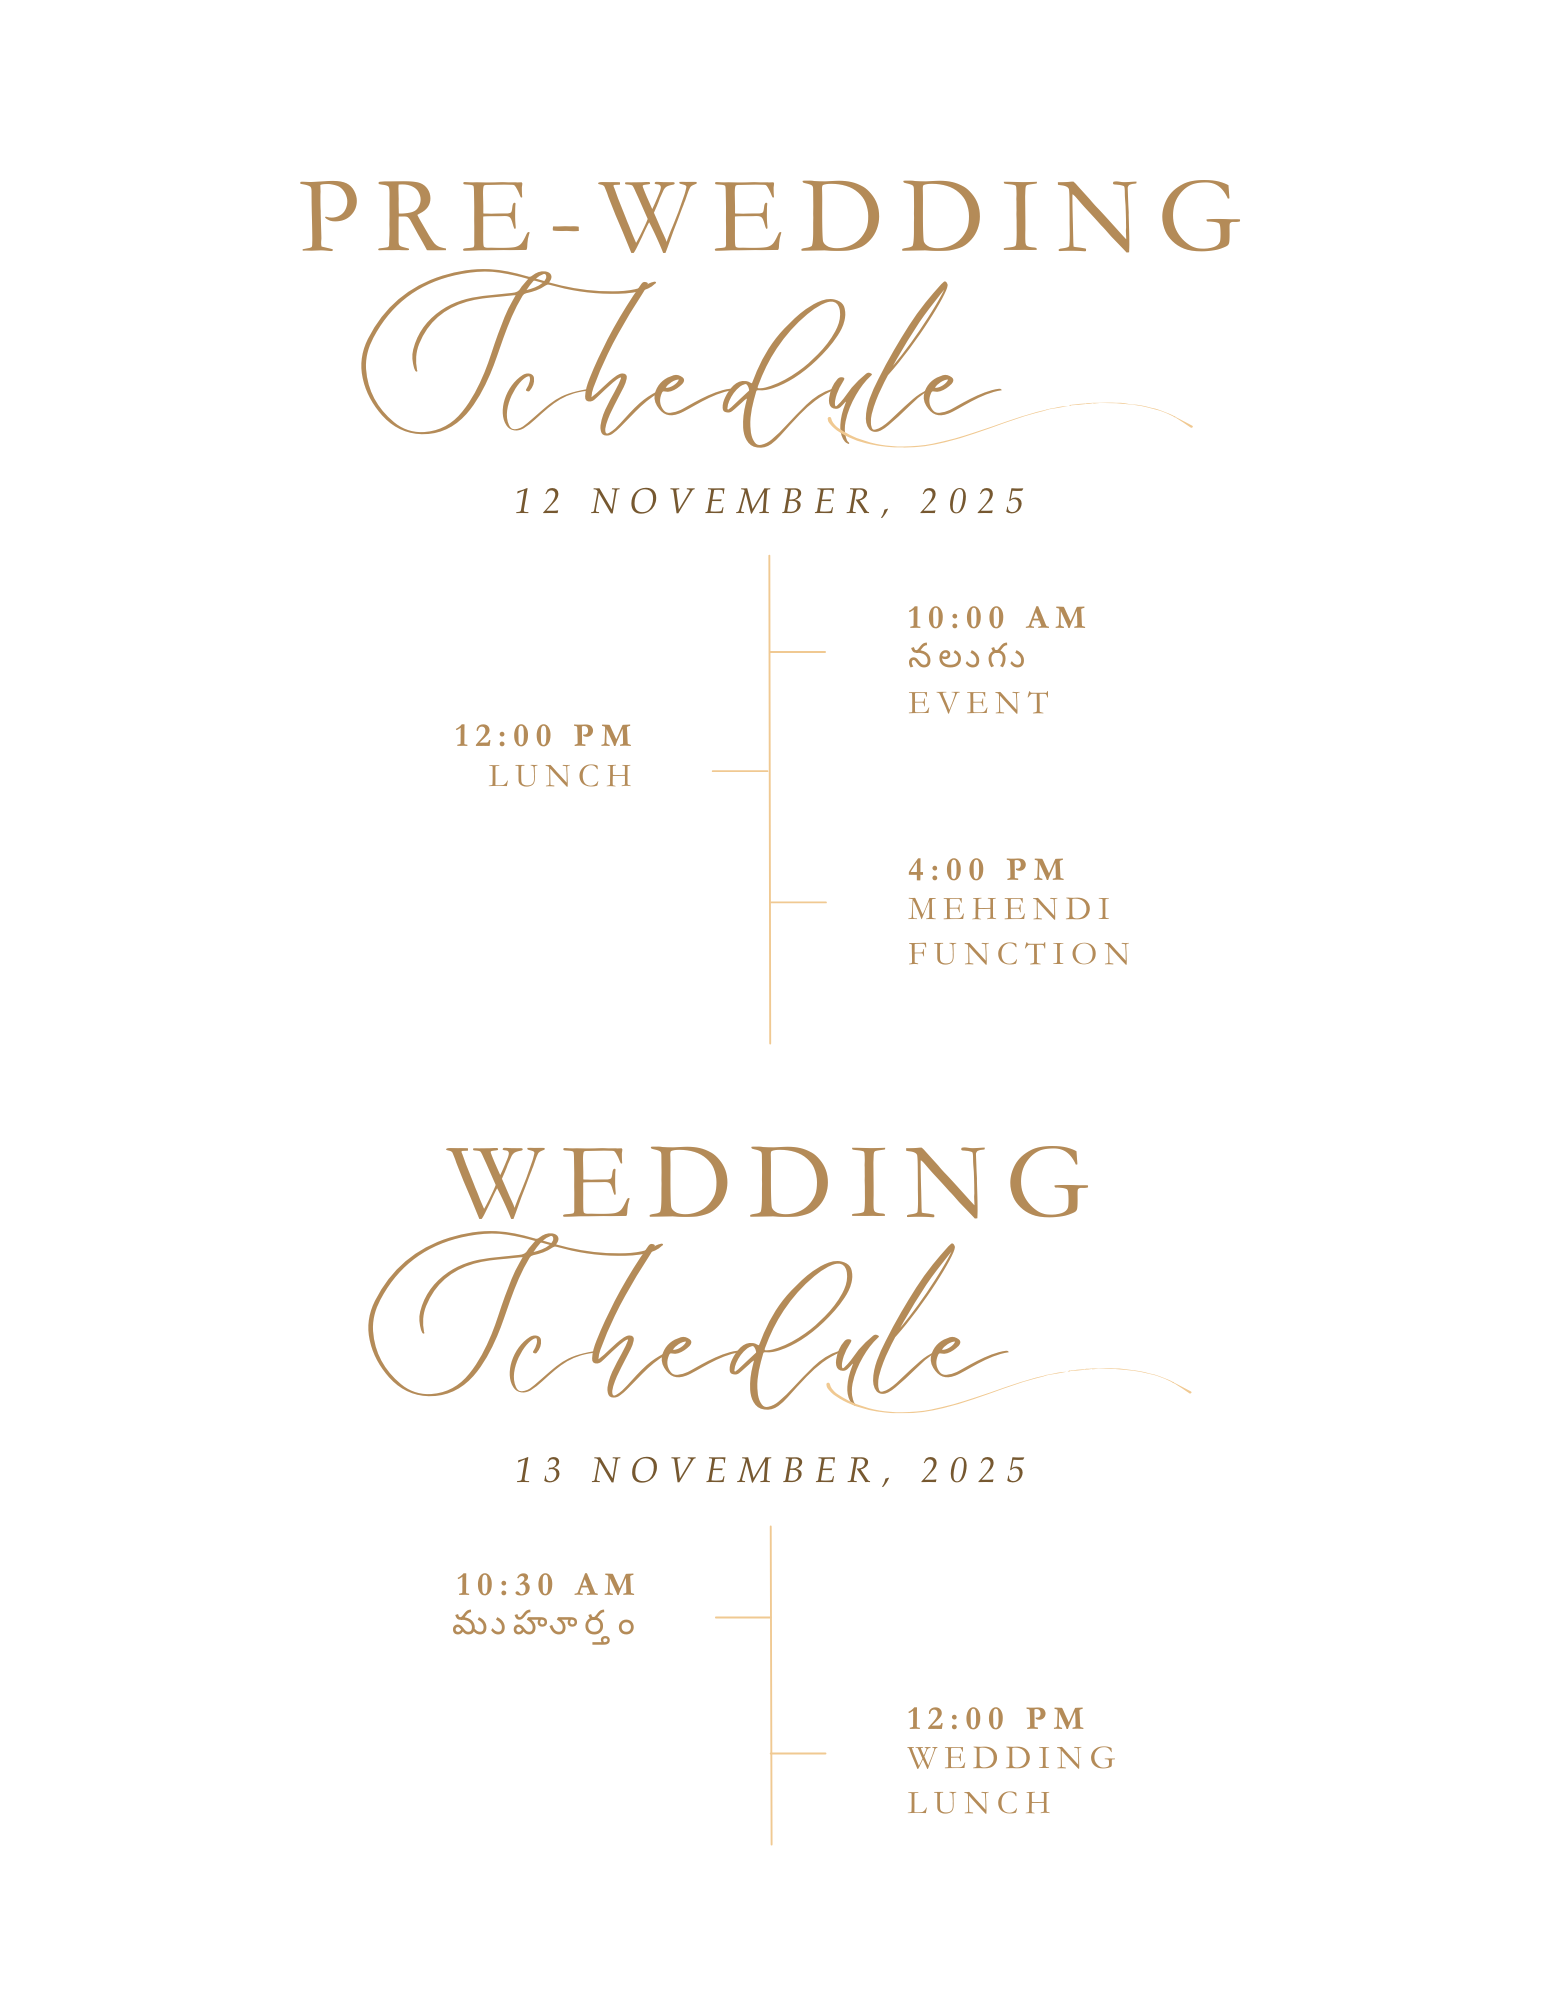 PRE-WEDDING
Schedule
12 NOVEMBER, 2025
10:00 AM
నలుగు
EVENT
12:00 PM
LUNCH
4:00 PM
MEHENDI
FUNCTION
WEDDING
Schedule
13 NOVEMBER, 2025
10:30 AM
ముహూర్తం
12:00 PM
WEDDING
LUNCH